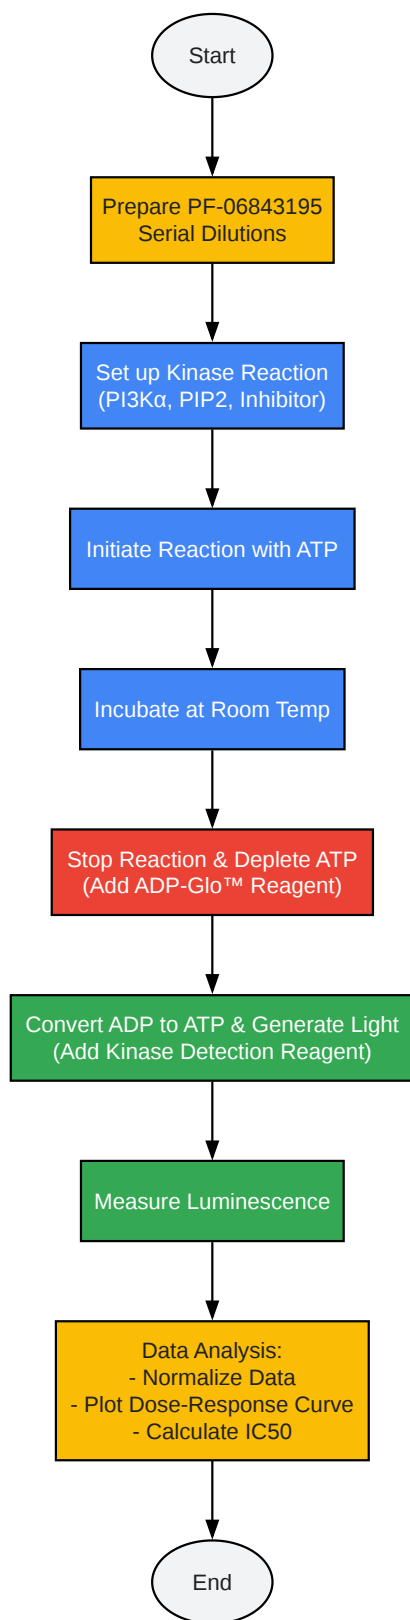 Start
Prepare PF-06843195
Serial Dilutions
Set up Kinase Reaction
(PI3Kα, PIP2, Inhibitor)
Initiate Reaction with ATP
Incubate at Room Temp
Stop Reaction & Deplete ATP
(Add ADP-Glo™ Reagent)
Convert ADP to ATP & Generate Light
(Add Kinase Detection Reagent)
Measure Luminescence
Data Analysis:
- Normalize Data
- Plot Dose-Response Curve
- Calculate IC50
End